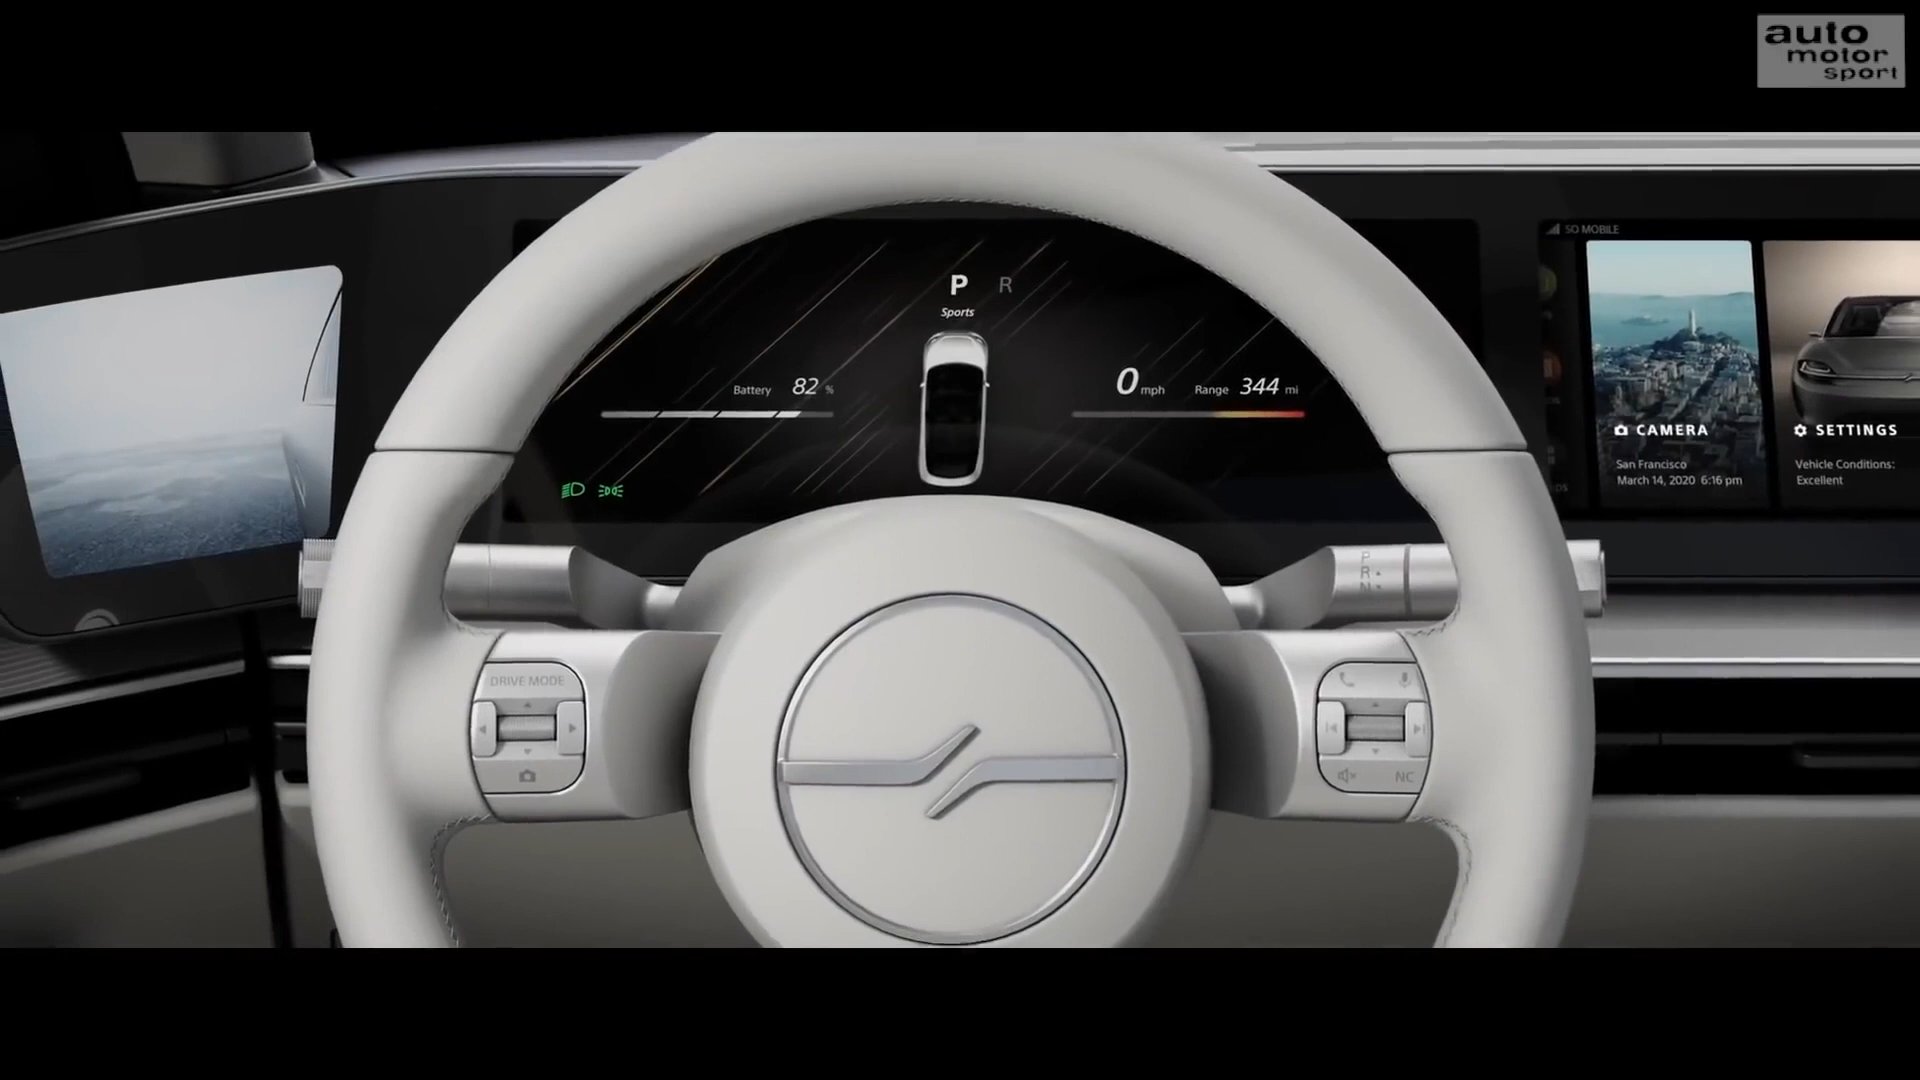 auto
motor
sport
SO MOBILE
P R
Sports
Battery 82 %
0 mph Range 344 mi
CAMERA
San Francisco
March 14, 2020 6:16 pm
SETTINGS
Vehicle Conditions:
Excellent
P
R
N
DRIVE MODE
NC